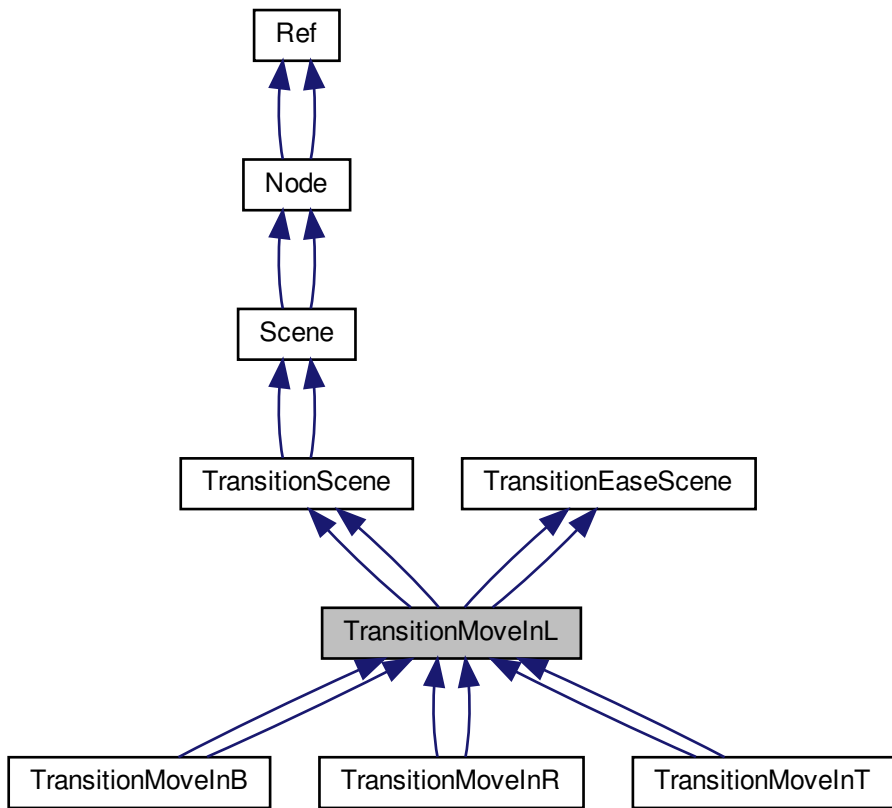 Ref
Node
Scene
TransitionScene
TransitionEaseScene
TransitionMoveInL
TransitionMoveInB
TransitionMoveInR
TransitionMoveInT